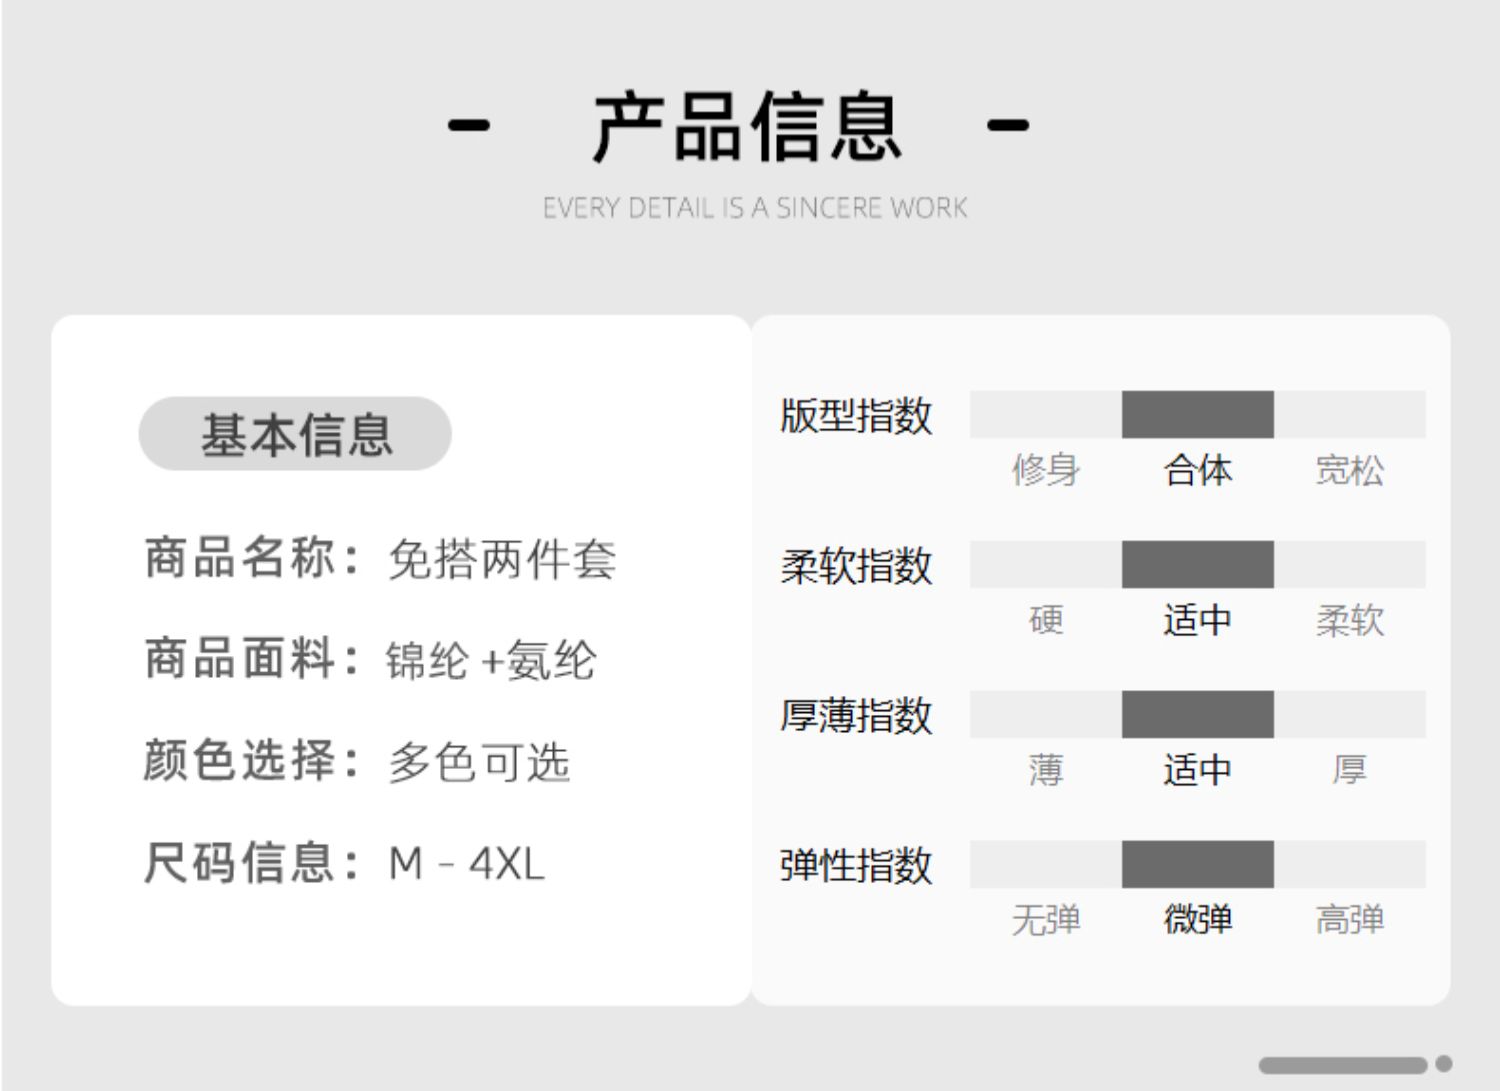 - 产品信息 -
EVERY DETAIL IS A SINCERE WORK
基本信息
商品名称：免搭两件套
商品面料：锦纶 +氨纶
颜色选择：多色可选
尺码信息：M - 4XL
版型指数
修身 合体 宽松
柔软指数
硬 适中 柔软
厚薄指数
薄 适中 厚
弹性指数
无弹 微弹 高弹